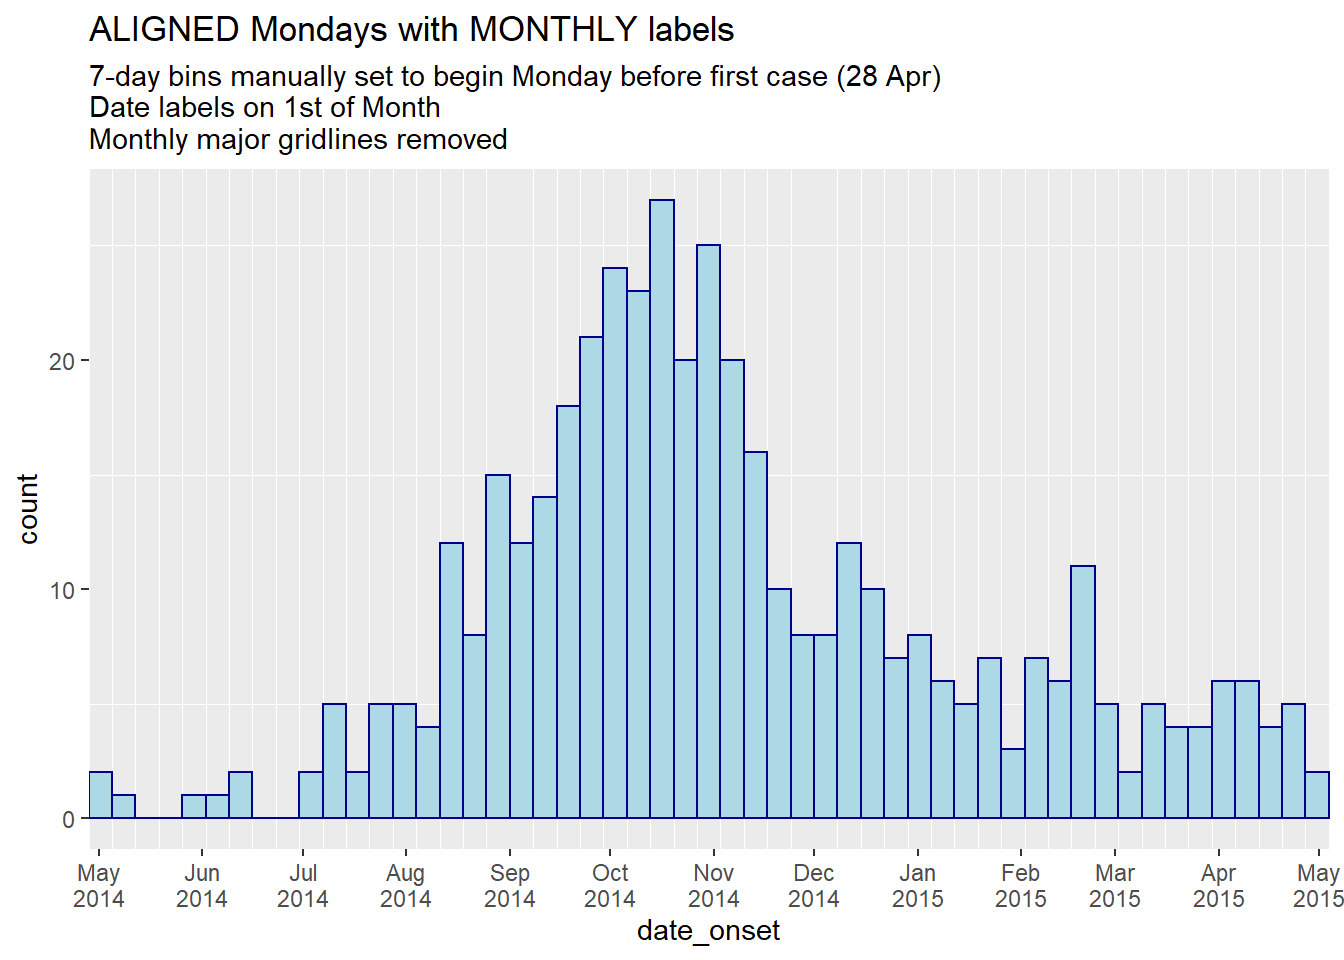 ALIGNED Mondays with MONTHLY labels
7-day bins manually set to begin Monday before first case (28 Apr)
Date labels on 1st of Month
Monthly major gridlines removed
count
20
10
0
May Jun Jul Aug Sep Oct Nov Dec Jan Feb Mar Apr May
2014 2014 2014 2014 2014 2014 2014 2014 2015 2015 2015 2015 2015
date_onset